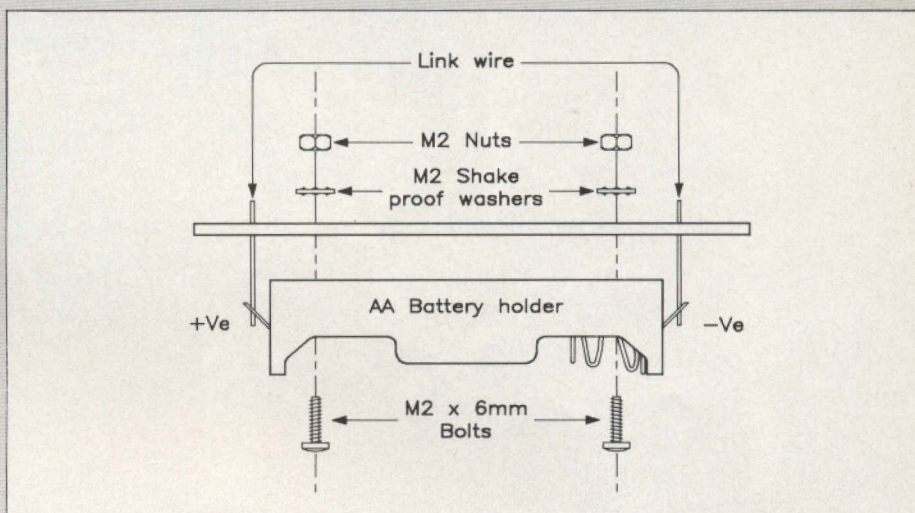 Link wire
M2 Nuts
M2 Shake
proof washers
AA Battery holder
+Ve
-Ve
M2 x 6mm
Bolts